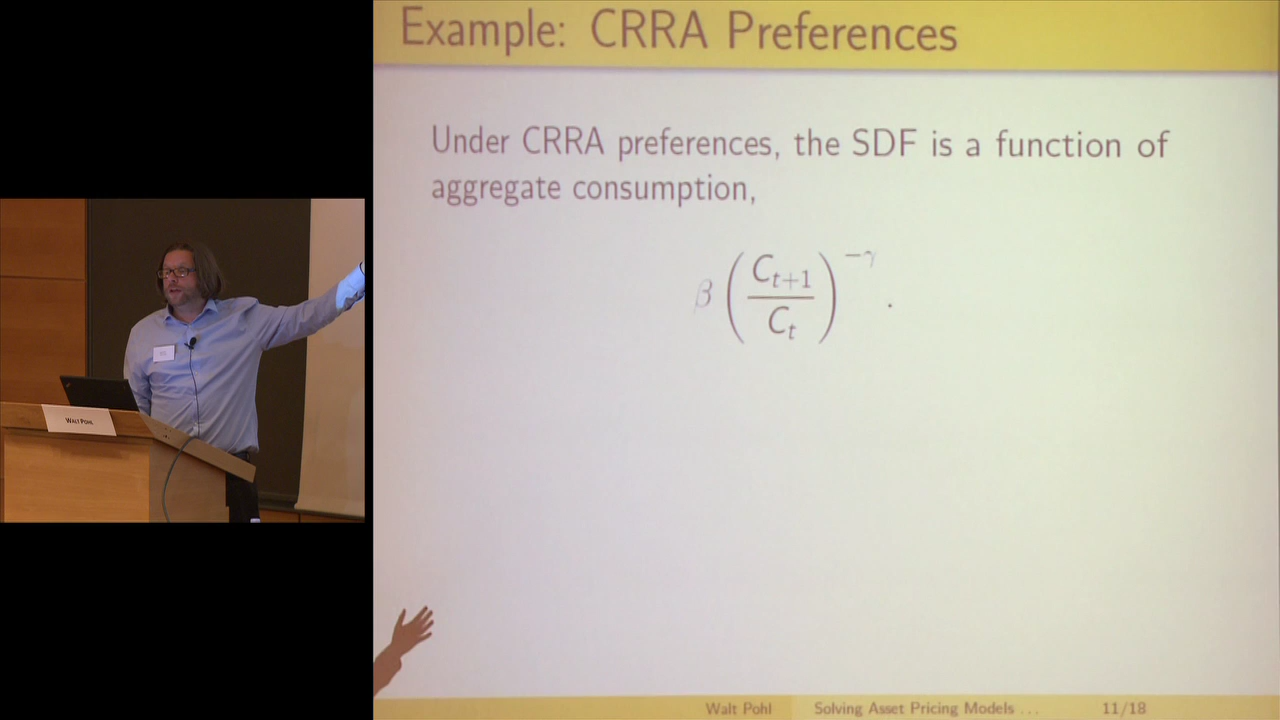 Example: CRRA Preferences
Under CRRA preferences, the SDF is a function of
aggregate consumption,
β (C_{t+1} / C_t)^{-γ} .
WALT POHL
Walt Pohl Solving Asset Pricing Models ... 11/18